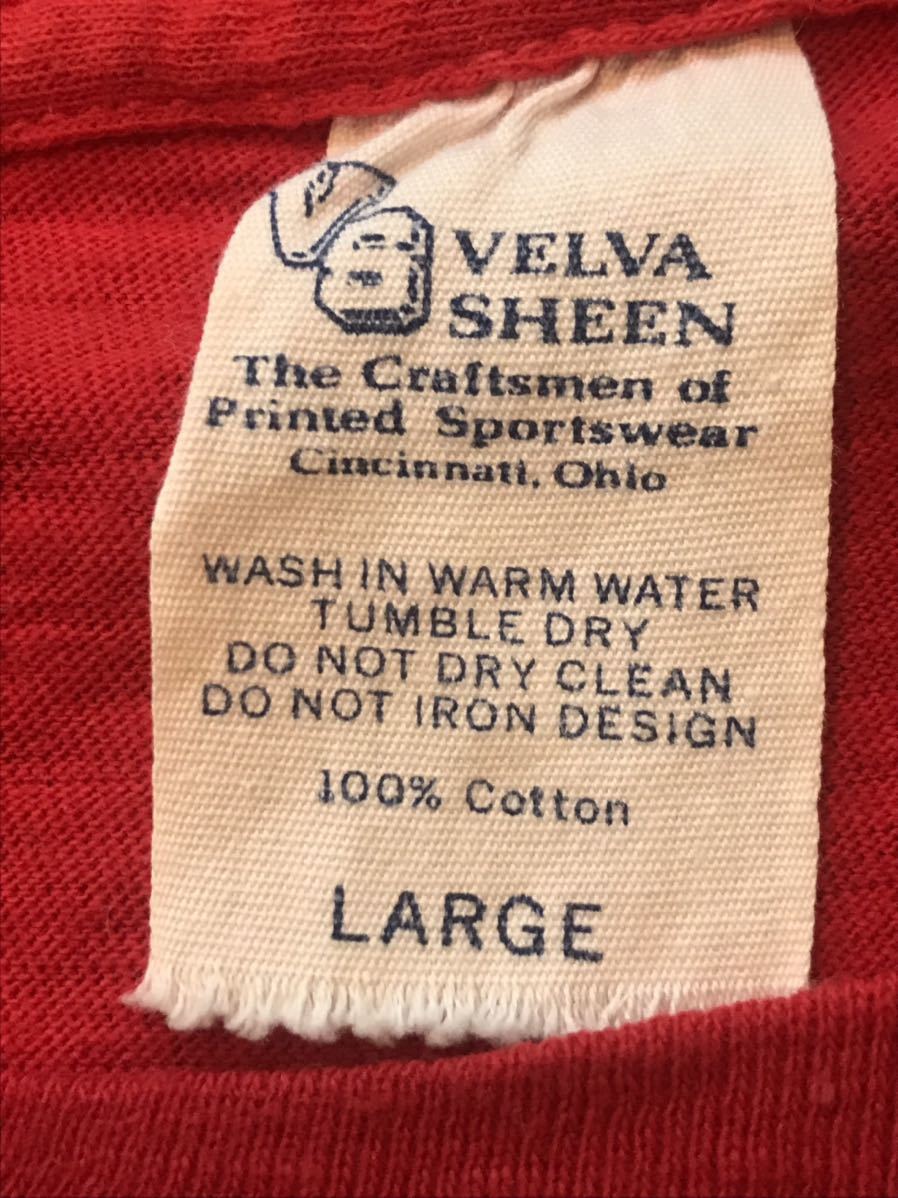 VELVA
SHEEN
The Craftsmen of
Printed Sportswear
Cincinnati, Ohio
WASH IN WARM WATER
TUMBLE DRY
DO NOT DRY CLEAN
DO NOT IRON DESIGN
100% Cotton
LARGE